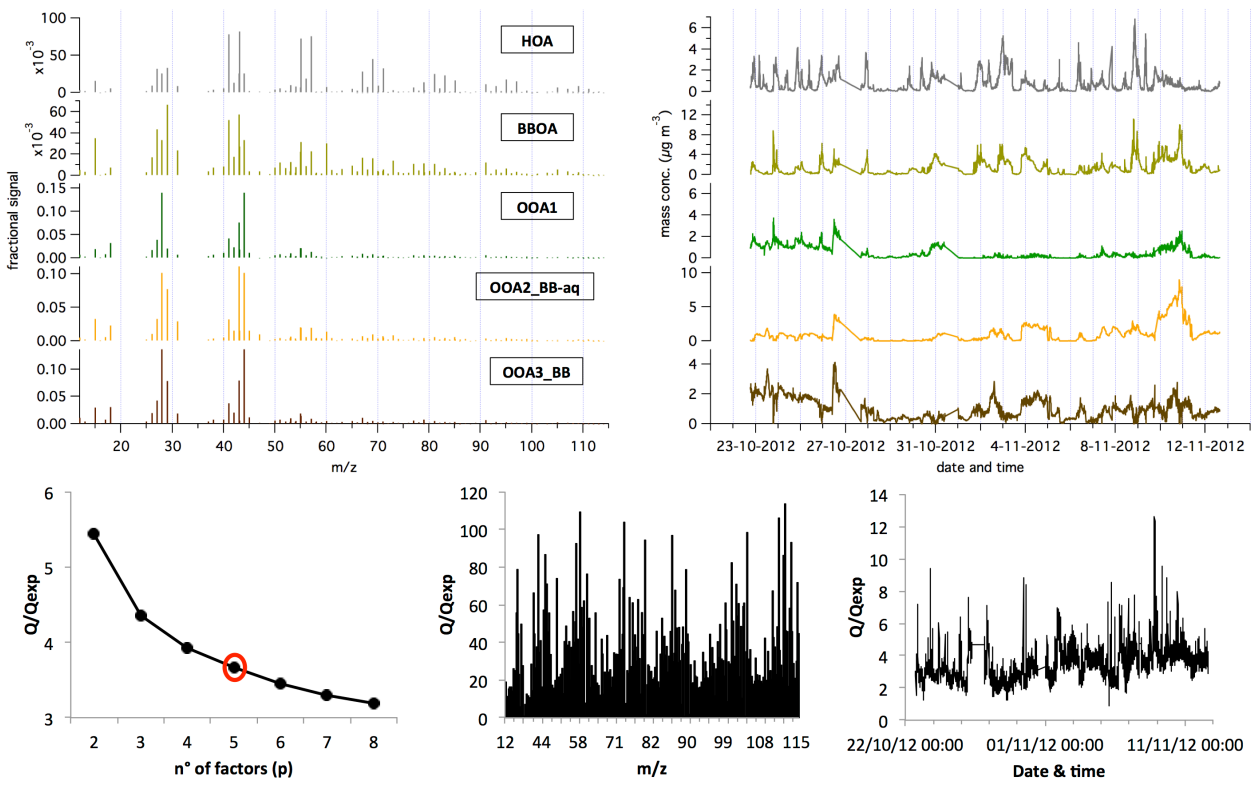 HOA
BBOA
OOA1
OOA2_BB-aq
OOA3_BB
fractional signal
x10⁻³
100
50
0
x10⁻³
60
40
20
0
0.15
0.10
0.05
0.00
0.10
0.05
0.00
0.10
0.05
0.00
20 30 40 50 60 70 80 90 100 110
m/z
mass conc. (µg m⁻³)
6
4
2
0
12
8
4
0
6
4
2
0
10
5
0
4
2
0
23-10-2012 27-10-2012 31-10-2012 4-11-2012 8-11-2012 12-11-2012
date and time
Q/Qexp
6
5
4
3
2 3 4 5 6 7 8
n° of factors (p)
Q/Qexp
120
100
80
60
40
20
0
12 44 58 71 82 90 99 108 115
m/z
Q/Qexp
14
12
10
8
6
4
2
0
22/10/12 00:00 01/11/12 00:00 11/11/12 00:00
Date & time